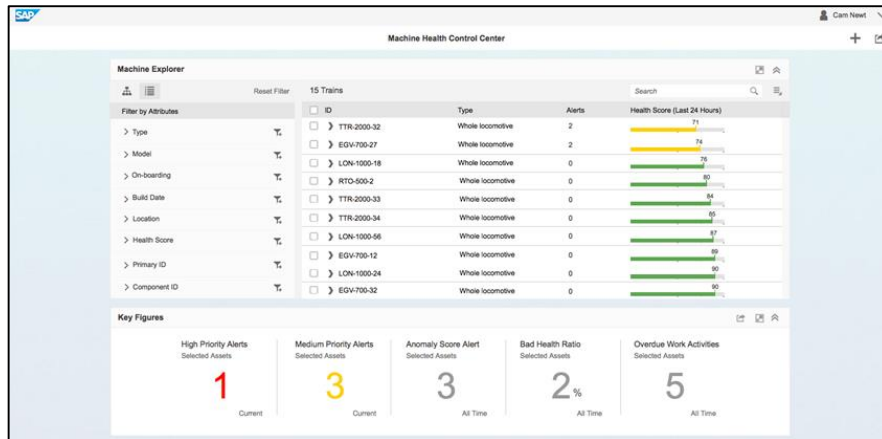 SAP
Cam Newt
Machine Health Control Center
Machine Explorer
Reset Filter
15 Trains
Search
Filter by Attributes
ID Type Alerts Health Score (Last 24 Hours)
Type
Model
On-boarding
Build Date
Location
Health Score
Primary ID
Component ID
TTR-2000-32 Whole locomotive 2 71
EGV-700-27 Whole locomotive 2 74
LON-1000-18 Whole locomotive 0 76
RTO-500-2 Whole locomotive 0 80
TTR-2000-33 Whole locomotive 0 84
TTR-2000-34 Whole locomotive 0 85
LON-1000-56 Whole locomotive 0 87
EGV-700-12 Whole locomotive 0 89
LON-1000-24 Whole locomotive 0 90
EGV-700-32 Whole locomotive 0 90
Key Figures
High Priority Alerts
Selected Assets
1
Current
Medium Priority Alerts
Selected Assets
3
Current
Anomaly Score Alert
Selected Assets
3
All Time
Bad Health Ratio
Selected Assets
2 %
All Time
Overdue Work Activities
Selected Assets
5
All Time